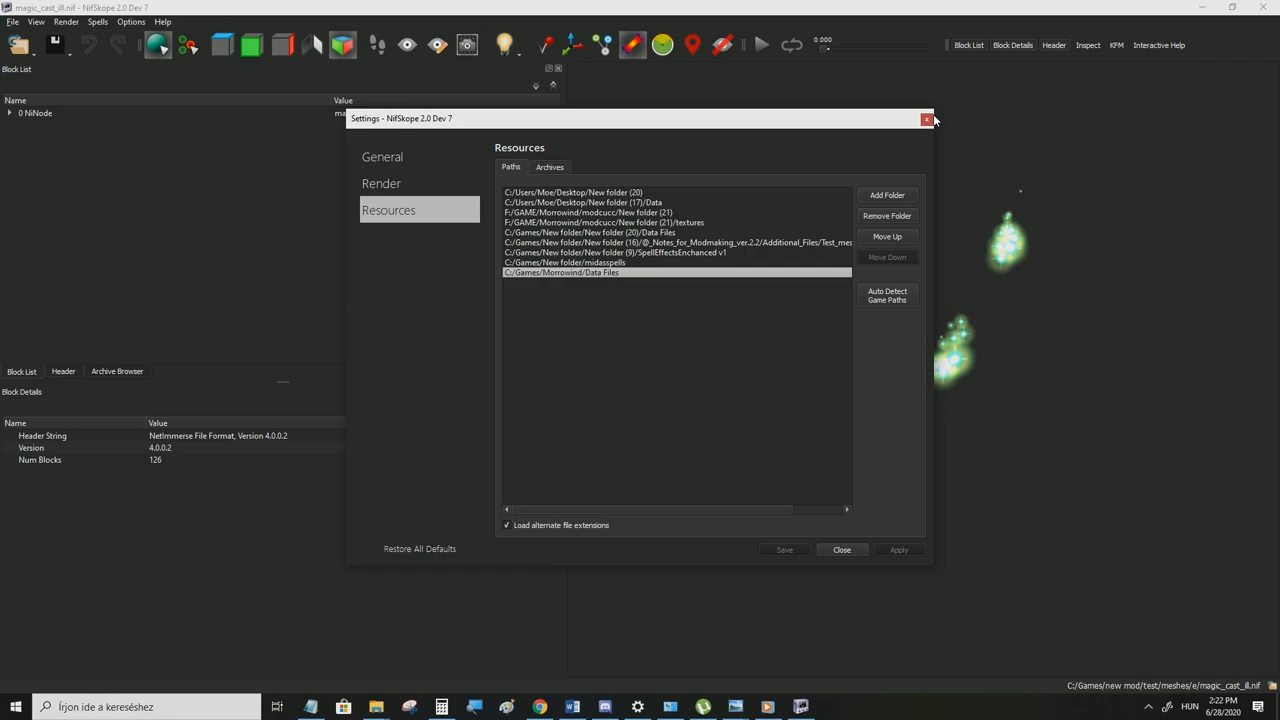 magic_cast_ill.nif - NifSkope 2.0 Dev 7
File View Render Spells Options Help
0.000
Block List Block Details Header Inspect KFM Interactive Help
Block List
Name Value
0 NiNode ma
Settings - NifSkope 2.0 Dev 7
x
General
Render
Resources
Resources
Paths Archives
C:/Users/Moe/Desktop/New folder (20)
C:/Users/Moe/Desktop/New folder (17)/Data
F:/GAME/Morrowind/modcucc/New folder (21)
F:/GAME/Morrowind/modcucc/New folder (21)/textures
C:/Games/New folder/New folder (20)/Data Files
C:/Games/New folder/New folder (16)/@_Notes_for_Modmaking_ver.2.2/Additional_Files/Test_mes
C:/Games/New folder/New folder (9)/SpellEffectsEnchanced v1
C:/Games/New folder/midasspells
C:/Games/Morrowind/Data Files
Add Folder
Remove Folder
Move Up
Move Down
Auto Detect
Game Paths
Load alternate file extensions
Restore All Defaults
Save Close Apply
Block List Header Archive Browser
Block Details
Name Value
Header String NetImmerse File Format, Version 4.0.0.2
Version 4.0.0.2
Num Blocks 126
C:/Games/new mod/test/meshes/e/magic_cast_ill.nif
Írjon ide a kereséshez
HUN
2:22 PM
6/28/2020